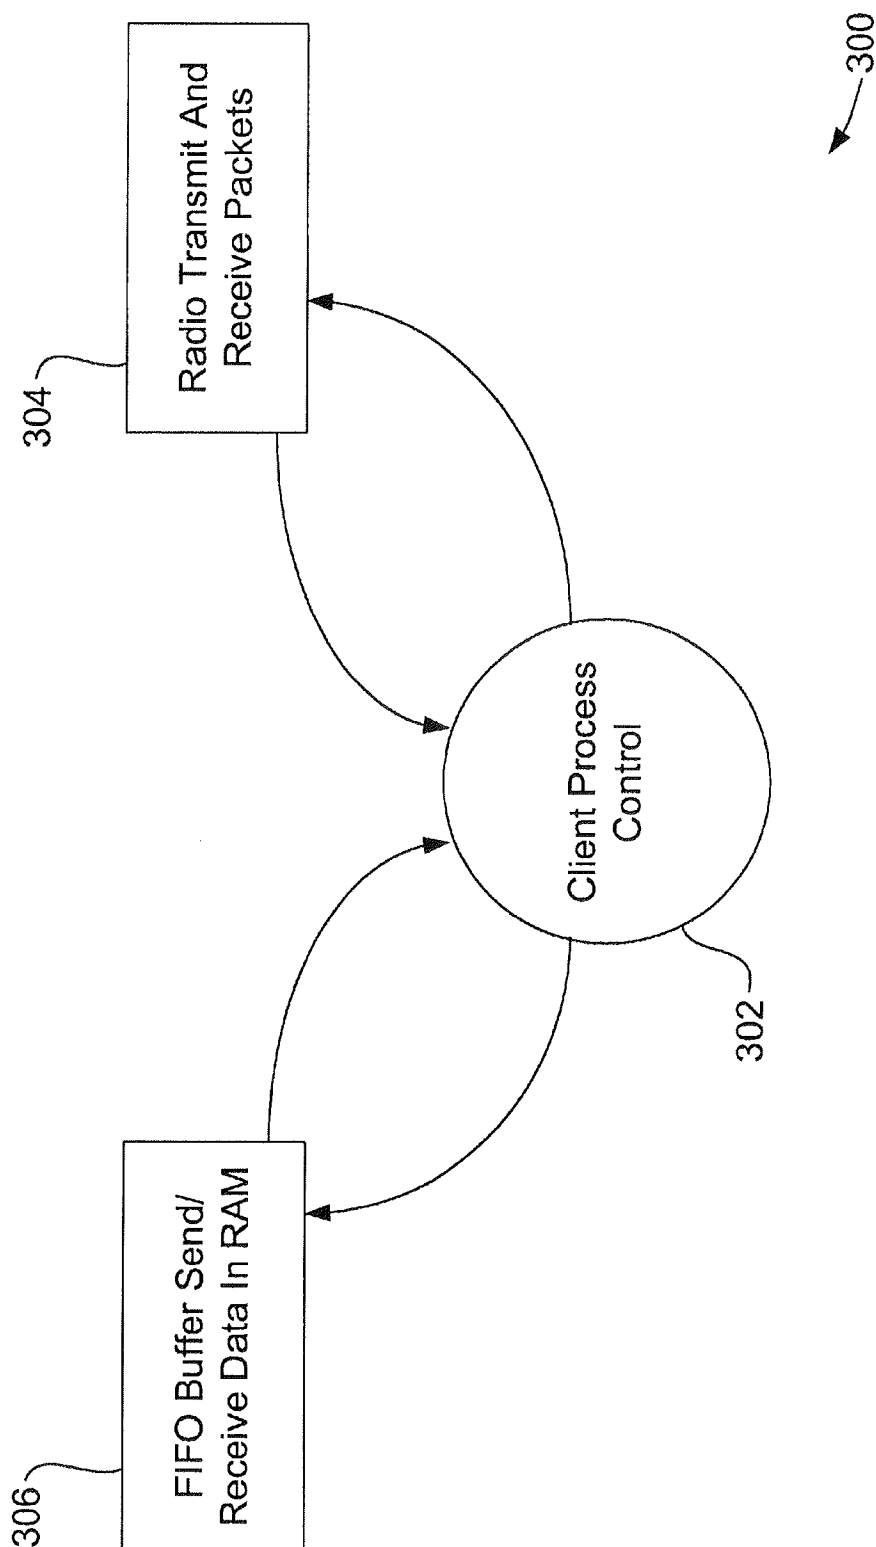 306
FIFO Buffer Send/
Receive Data In RAM
304
Radio Transmit And
Receive Packets
Client Process
Control
302
300